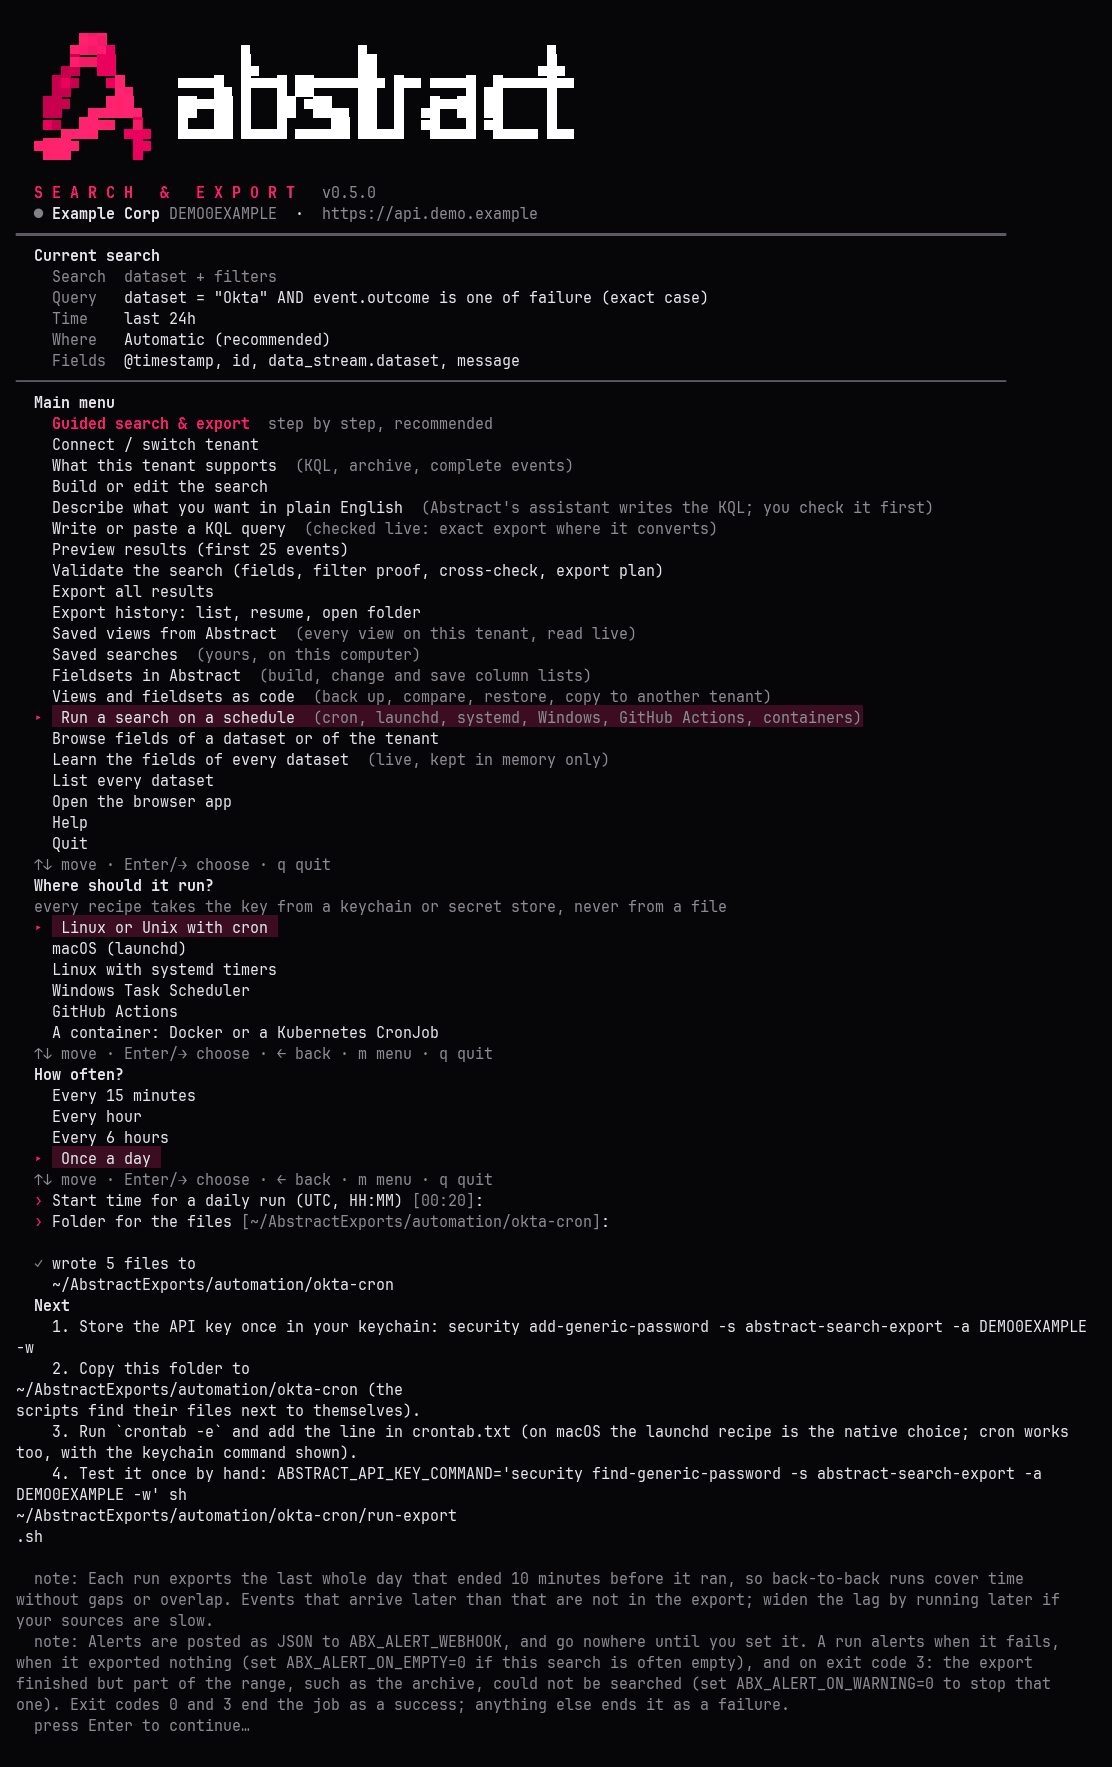 abstract
SEARCH & EXPORT v0.5.0
● Example Corp DEMO0EXAMPLE · https://api.demo.example
Current search
Search dataset + filters
Query dataset = "Okta" AND event.outcome is one of failure (exact case)
Time last 24h
Where Automatic (recommended)
Fields @timestamp, id, data_stream.dataset, message
Main menu
Guided search & export step by step, recommended
Connect / switch tenant
What this tenant supports (KQL, archive, complete events)
Build or edit the search
Describe what you want in plain English (Abstract's assistant writes the KQL; you check it first)
Write or paste a KQL query (checked live: exact export where it converts)
Preview results (first 25 events)
Validate the search (fields, filter proof, cross-check, export plan)
Export all results
Export history: list, resume, open folder
Saved views from Abstract (every view on this tenant, read live)
Saved searches (yours, on this computer)
Fieldsets in Abstract (build, change and save column lists)
Views and fieldsets as code (back up, compare, restore, copy to another tenant)
▸ Run a search on a schedule (cron, launchd, systemd, Windows, GitHub Actions, containers)
Browse fields of a dataset or of the tenant
Learn the fields of every dataset (live, kept in memory only)
List every dataset
Open the browser app
Help
Quit
↑↓ move · Enter/→ choose · q quit
Where should it run?
every recipe takes the key from a keychain or secret store, never from a file
▸ Linux or Unix with cron
macOS (launchd)
Linux with systemd timers
Windows Task Scheduler
GitHub Actions
A container: Docker or a Kubernetes CronJob
↑↓ move · Enter/→ choose · ← back · m menu · q quit
How often?
Every 15 minutes
Every hour
Every 6 hours
▸ Once a day
↑↓ move · Enter/→ choose · ← back · m menu · q quit
› Start time for a daily run (UTC, HH:MM) [00:20]:
› Folder for the files [~/AbstractExports/automation/okta-cron]:
✓ wrote 5 files to
~/AbstractExports/automation/okta-cron
Next
1. Store the API key once in your keychain: security add-generic-password -s abstract-search-export -a DEMO0EXAMPLE
-w
2. Copy this folder to
~/AbstractExports/automation/okta-cron (the
scripts find their files next to themselves).
3. Run `crontab -e` and add the line in crontab.txt (on macOS the launchd recipe is the native choice; cron works
too, with the keychain command shown).
4. Test it once by hand: ABSTRACT_API_KEY_COMMAND='security find-generic-password -s abstract-search-export -a
DEMO0EXAMPLE -w' sh
~/AbstractExports/automation/okta-cron/run-export
.sh
note: Each run exports the last whole day that ended 10 minutes before it ran, so back-to-back runs cover time
without gaps or overlap. Events that arrive later than that are not in the export; widen the lag by running later if
your sources are slow.
note: Alerts are posted as JSON to ABX_ALERT_WEBHOOK, and go nowhere until you set it. A run alerts when it fails,
when it exported nothing (set ABX_ALERT_ON_EMPTY=0 if this search is often empty), and on exit code 3: the export
finished but part of the range, such as the archive, could not be searched (set ABX_ALERT_ON_WARNING=0 to stop that
one). Exit codes 0 and 3 end the job as a success; anything else ends it as a failure.
press Enter to continue…